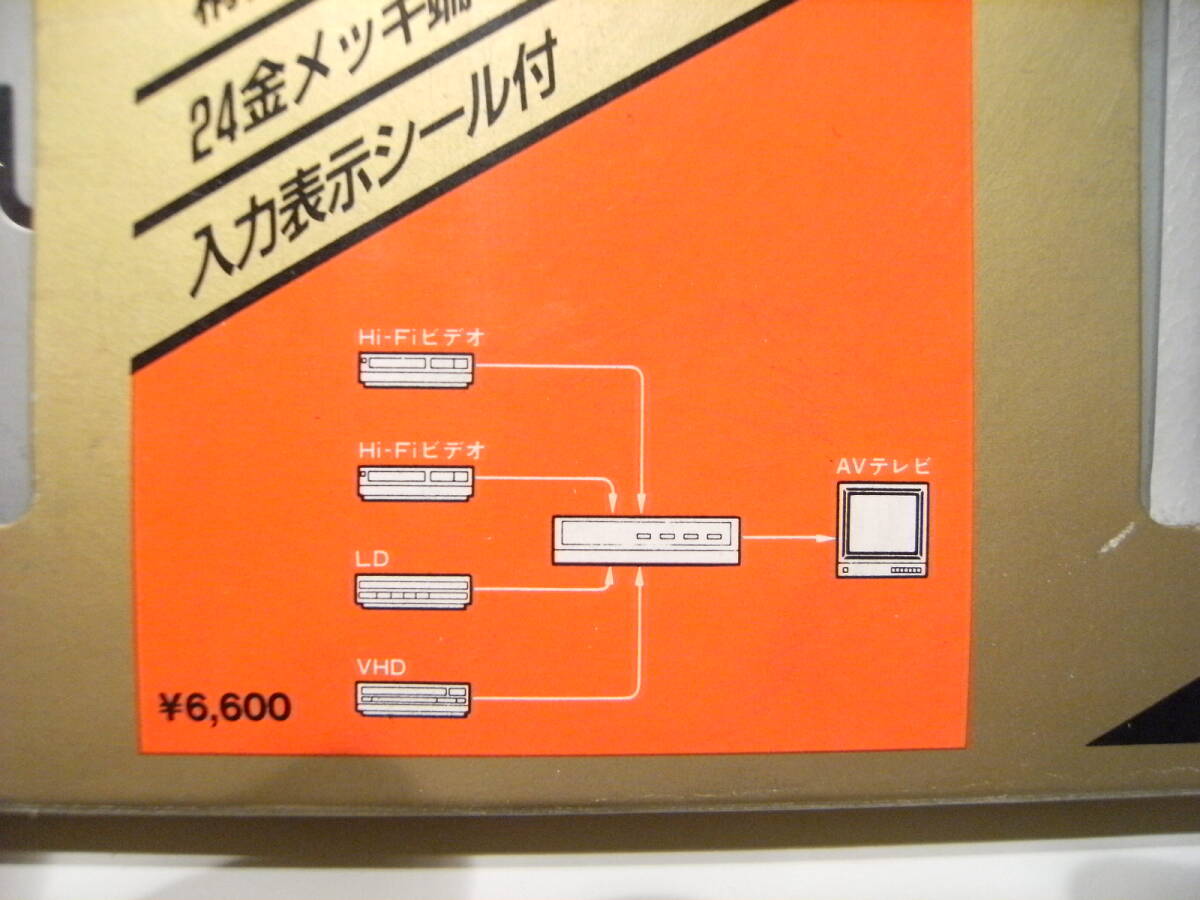 24金メッキ端
入力表示シール付
Hi-Fiビデオ
Hi-Fiビデオ
AVテレビ
LD
VHD
¥6,600